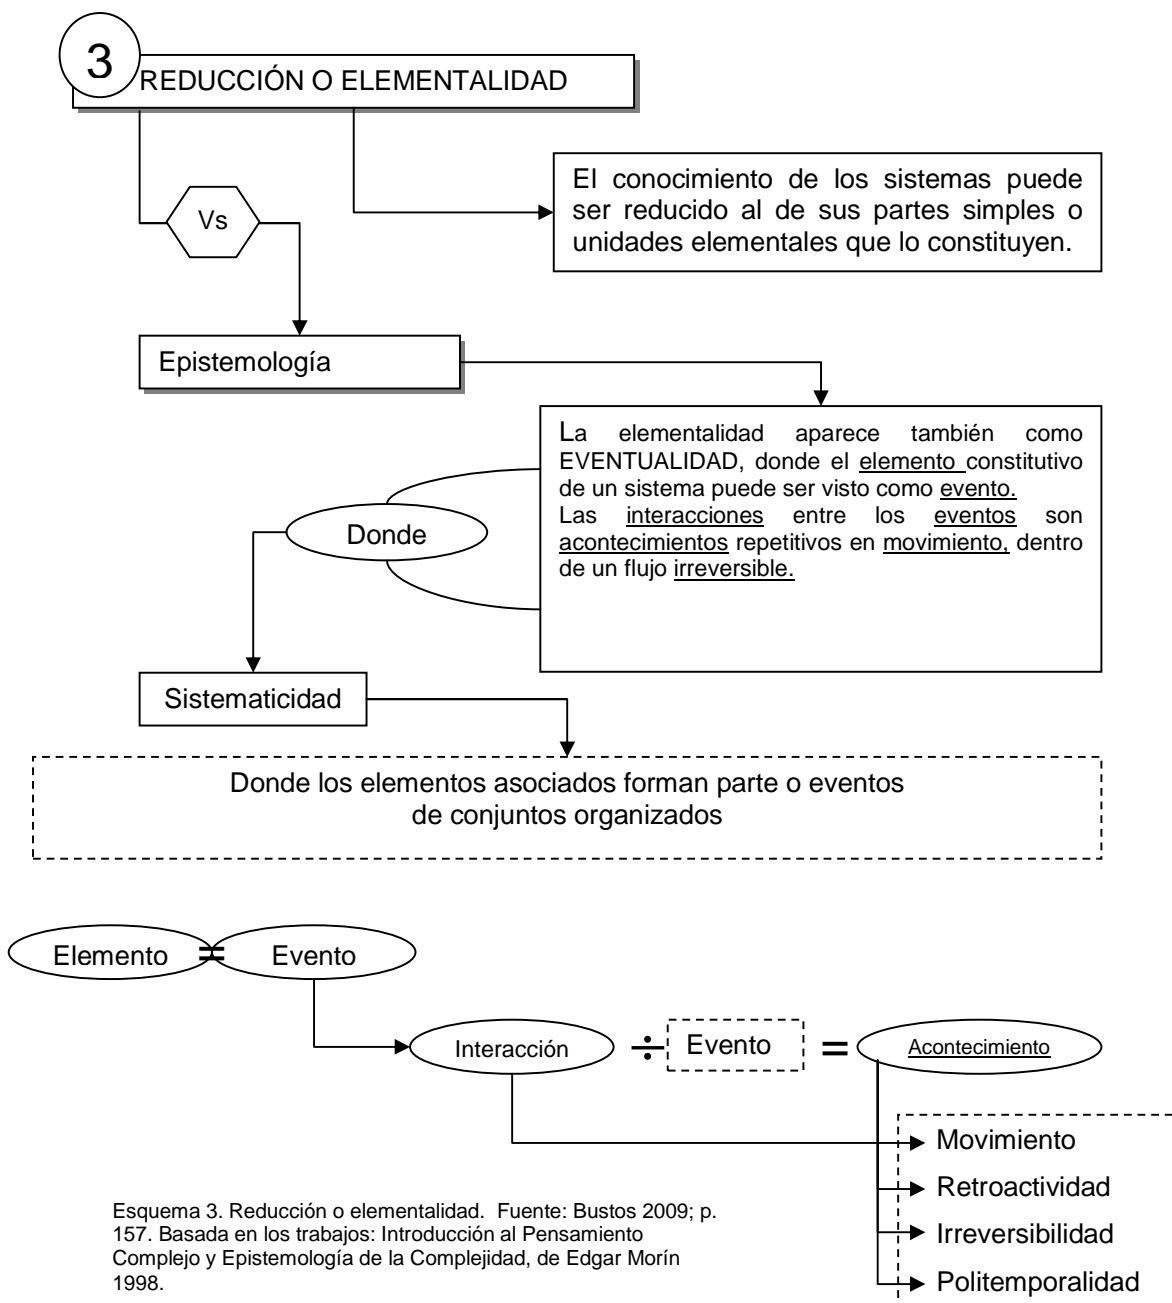 3
REDUCCIÓN O ELEMENTALIDAD
El conocimiento de los sistemas puede
ser reducido al de sus partes simples o
unidades elementales que lo constituyen.
Vs
Epistemología
La elementalidad aparece también como
EVENTUALIDAD, donde el elemento constitutivo
de un sistema puede ser visto como evento.
Las interacciones entre los eventos son
acontecimientos repetitivos en movimiento, dentro
de un flujo irreversible.
Donde
Sistematicidad
Donde los elementos asociados forman parte o eventos
de conjuntos organizados
Elemento = Evento
Interacción ÷ Evento = Acontecimiento
Movimiento
Retroactividad
Irreversibilidad
Politemporalidad
Esquema 3. Reducción o elementalidad. Fuente: Bustos 2009; p.
157. Basada en los trabajos: Introducción al Pensamiento
Complejo y Epistemología de la Complejidad, de Edgar Morín
1998.